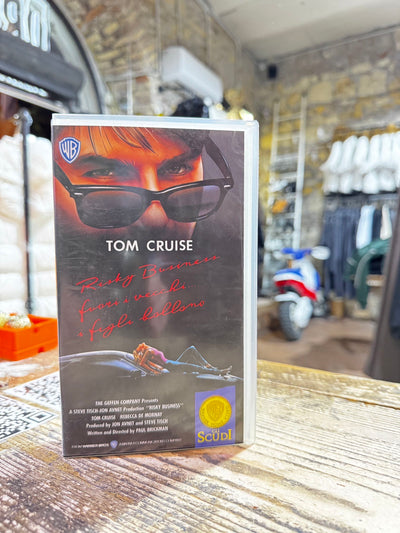 WB
TOM CRUISE
Risky Business
fuori i vecchi,
i figli ballano
THE GEFFEN COMPANY Presents
A STEVE TISCH-JON AVNET Production "RISKY BUSINESS"
TOM CRUISE REBECCA DE MORNAY
Produced by JON AVNET and STEVE TISCH
Written and Directed by PAUL BRICKMAN
GLI SCUDI